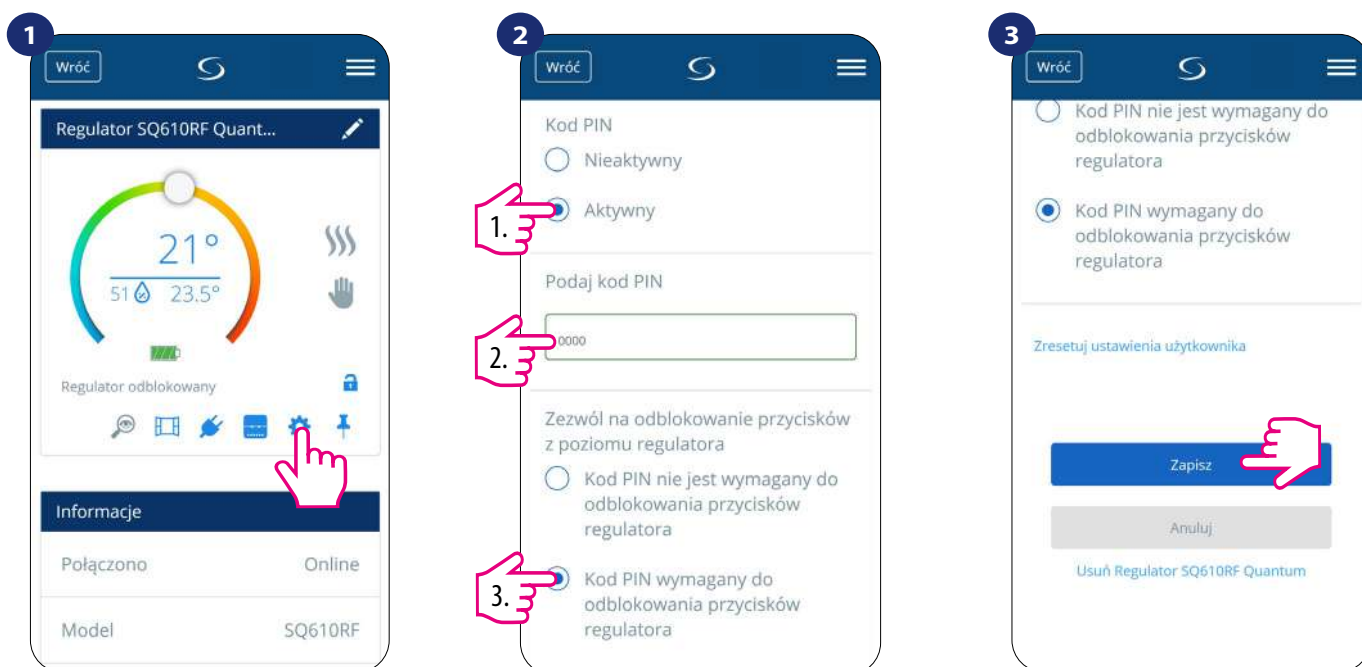 1
Wróć
Regulator SQ610RF Quant...
21°
51 23.5°
Regulator odblokowany
Informacje
Połączono Online
Model SQ610RF
2
Wróć
Kod PIN
Nieaktywny
1. Aktywny
Podaj kod PIN
2. 0000
Zezwól na odblokowanie przycisków
z poziomu regulatora
Kod PIN nie jest wymagany do
odblokowania przycisków
regulatora
3. Kod PIN wymagany do
odblokowania przycisków
regulatora
3
Wróć
Kod PIN nie jest wymagany do
odblokowania przycisków
regulatora
Kod PIN wymagany do
odblokowania przycisków
regulatora
Zresetuj ustawienia użytkownika
Zapisz
Anuluj
Usuń Regulator SQ610RF Quantum